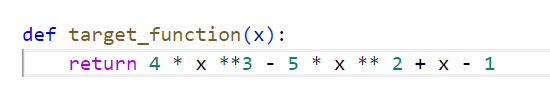 def target_function(x):
    return 4 * x **3 - 5 * x ** 2 + x - 1